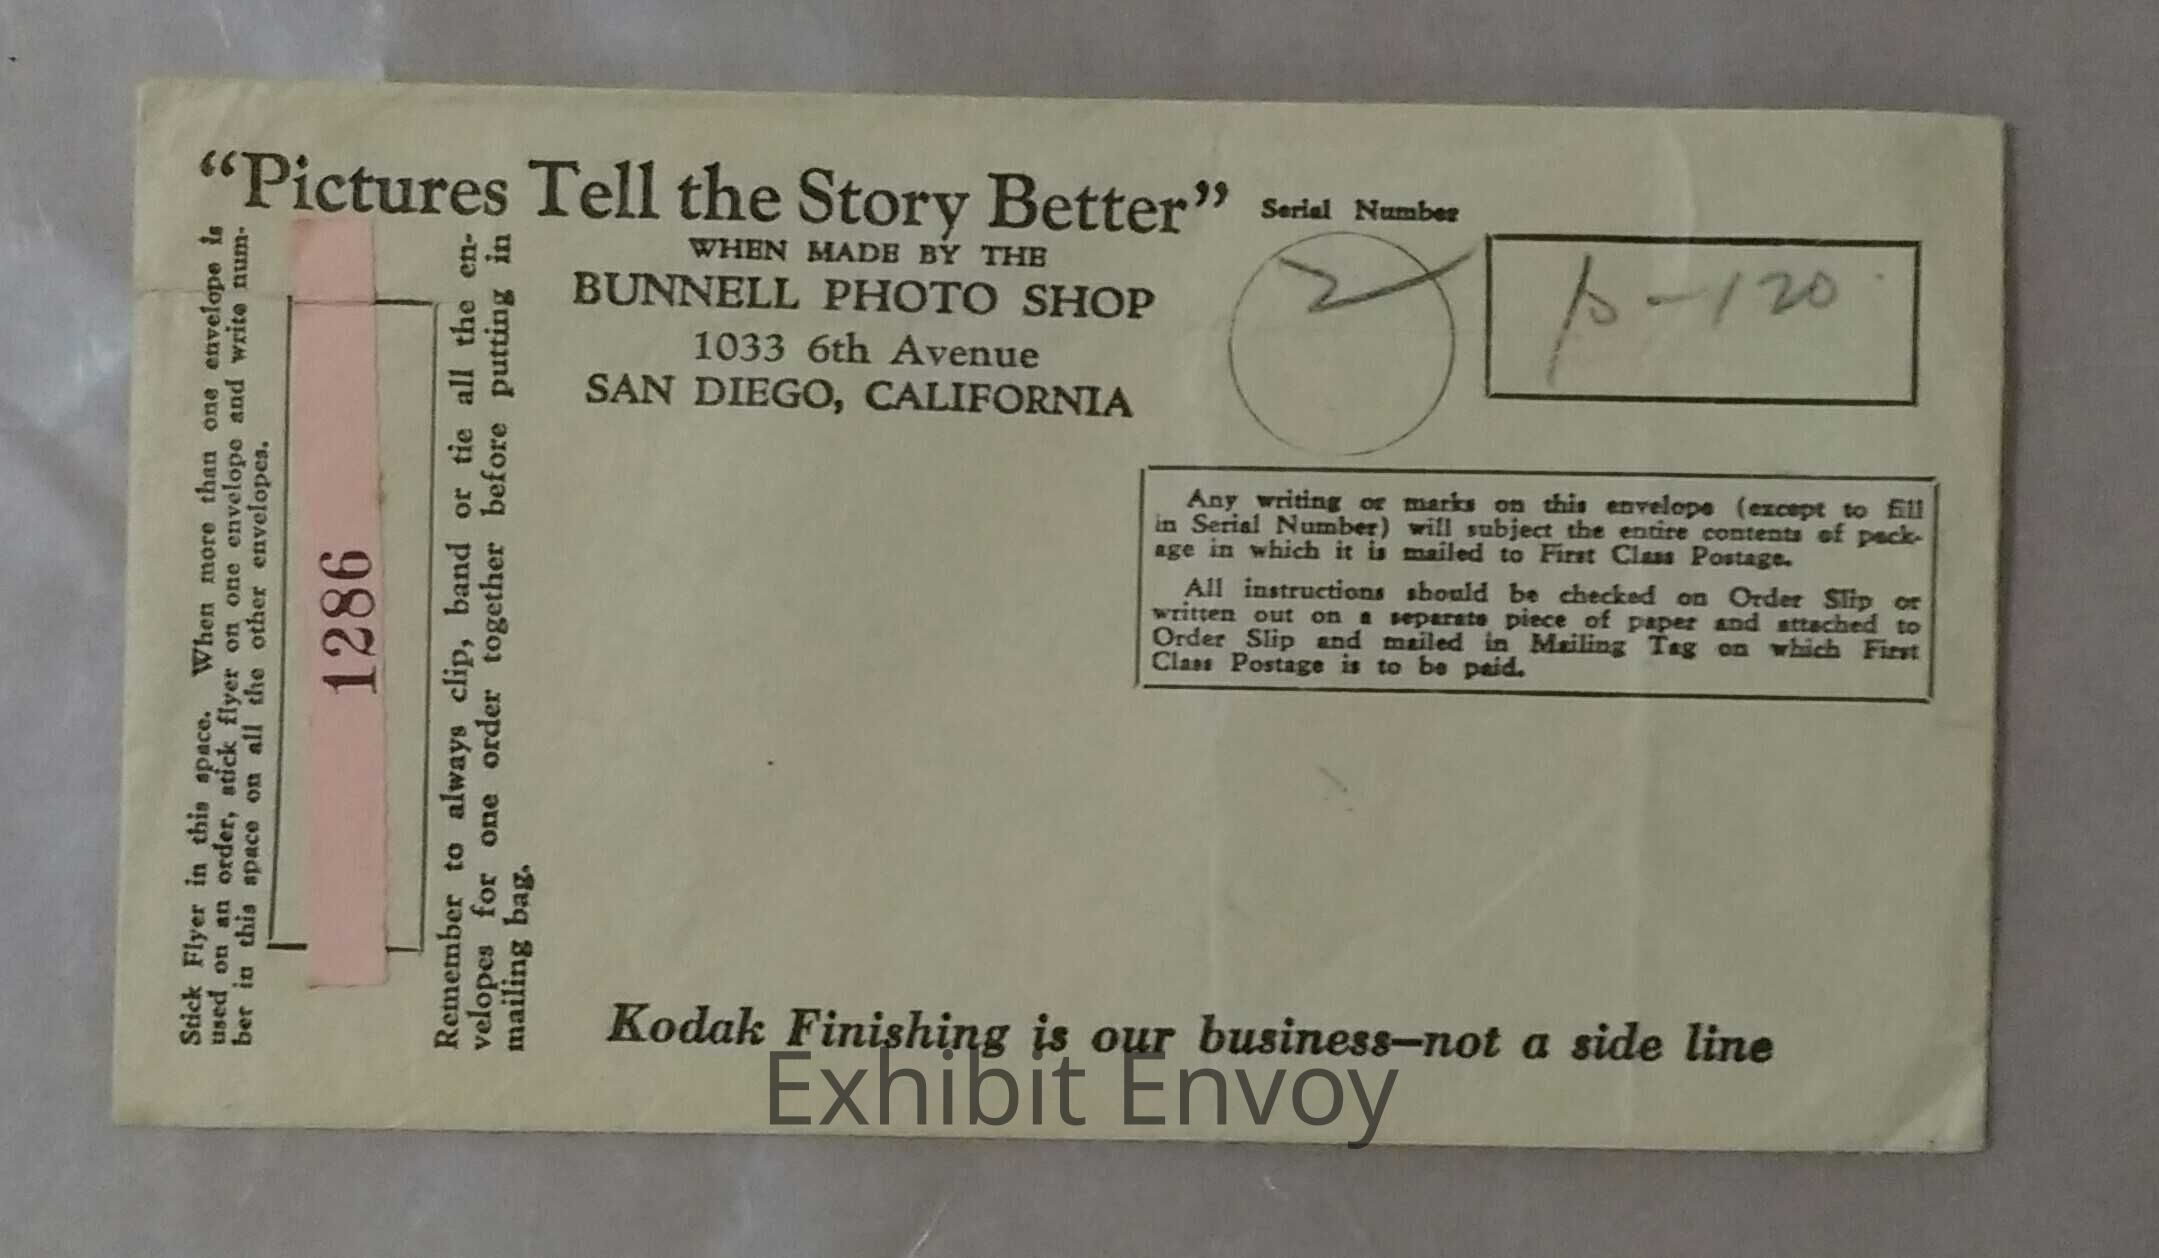 "Pictures Tell the Story Better"
WHEN MADE BY THE
BUNNELL PHOTO SHOP
1033 6th Avenue
SAN DIEGO, CALIFORNIA
Serial Number
2
-120
Any writing or marks on this envelope (except to fill
in Serial Number) will subject the entire contents of pack-
age in which it is mailed to First Class Postage.
All instructions should be checked on Order Slip or
written out on a separate piece of paper and attached to
Order Slip and mailed in Mailing Tag on which First
Class Postage is to be paid.
Stick Flyer in this space. When more than one envelope is
used on an order, stick flyer on one envelope and write num-
ber in this space on all the other envelopes.
1286
Remember to always clip, band or tie all the en-
velopes for one order together before putting in
mailing bag.
Kodak Finishing is our business—not a side line
Exhibit Envoy